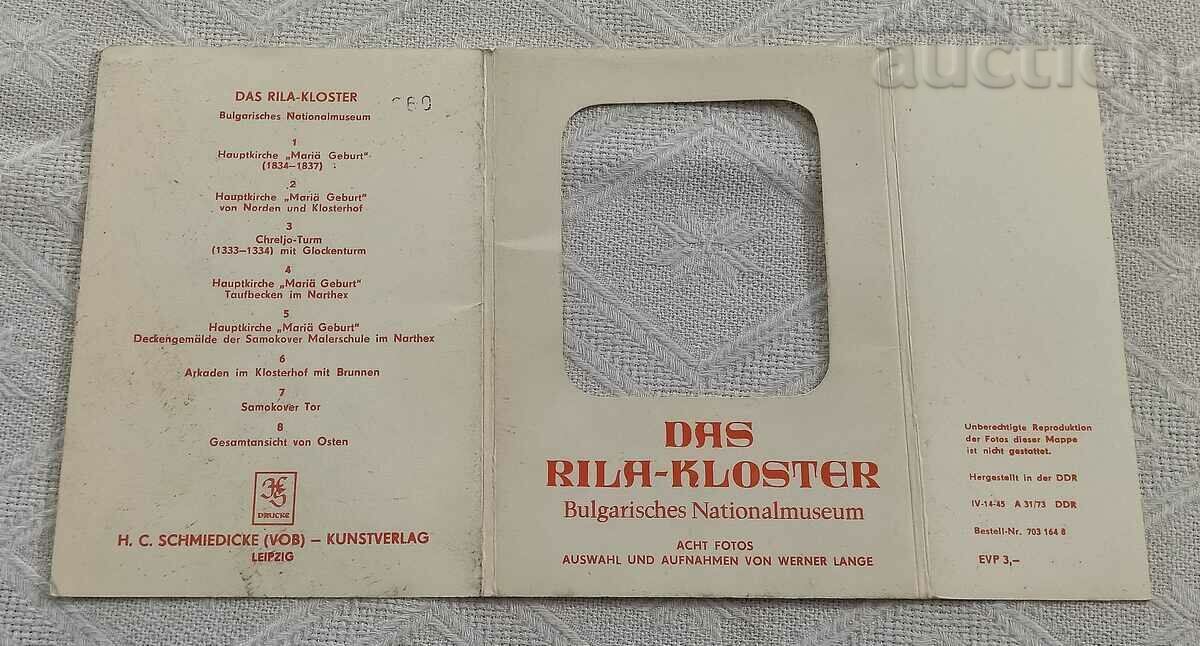 DAS RILA-KLOSTER
Bulgarisches Nationalmuseum
1
Hauptkirche „Mariä Geburt"
(1834—1837)
2
Hauptkirche „Mariä Geburt"
von Norden und Klosterhof
3
Chreljo-Turm
(1333—1334) mit Glockenturm
4
Hauptkirche „Mariä Geburt"
Taufbecken im Narthex
5
Hauptkirche „Mariä Geburt"
Deckengemälde der Samokover Malerschule im Narthex
6
Arkaden im Klosterhof mit Brunnen
7
Samokover Tor
8
Gesamtansicht von Osten
DRUCKE
H. C. SCHMIEDICKE (VOB) — KUNSTVERLAG
LEIPZIG
DAS
RILA-KLOSTER
Bulgarisches Nationalmuseum
ACHT FOTOS
AUSWAHL UND AUFNAHMEN VON WERNER LANGE
auction
Unberechtigte Reproduktion
der Fotos dieser Mappe
ist nicht gestattet.
Hergestellt in der DDR
IV-14-45 A 31/73 DDR
Bestell-Nr. 703 164 8
EVP 3,—